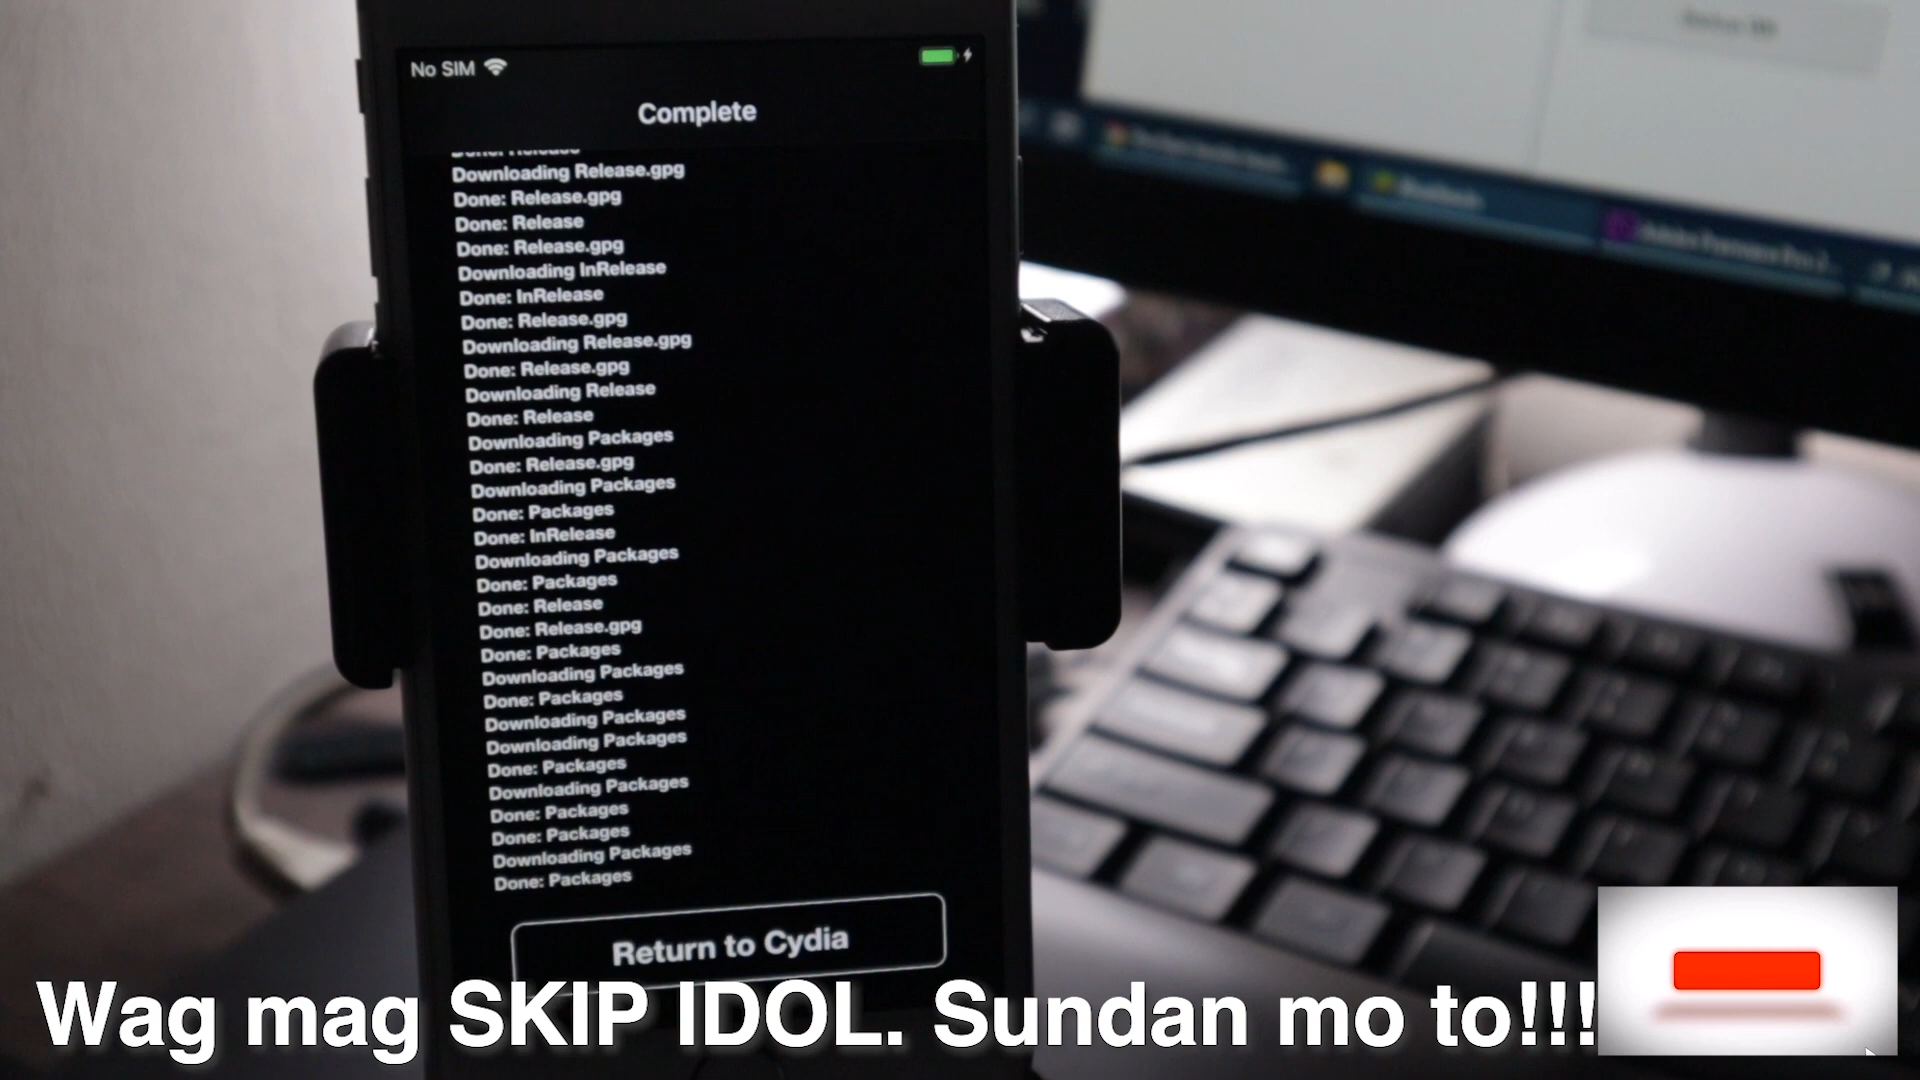 No SIM
Complete
Done: Release
Downloading Release.gpg
Done: Release.gpg
Done: Release
Done: Release.gpg
Downloading InRelease
Done: InRelease
Done: Release.gpg
Downloading Release.gpg
Done: Release.gpg
Downloading Release
Done: Release
Downloading Packages
Done: Release.gpg
Downloading Packages
Done: Packages
Done: InRelease
Downloading Packages
Done: Packages
Done: Release
Done: Release.gpg
Done: Packages
Downloading Packages
Done: Packages
Downloading Packages
Downloading Packages
Done: Packages
Downloading Packages
Done: Packages
Done: Packages
Downloading Packages
Done: Packages
Return to Cydia
Wag mag SKIP IDOL. Sundan mo to!!!